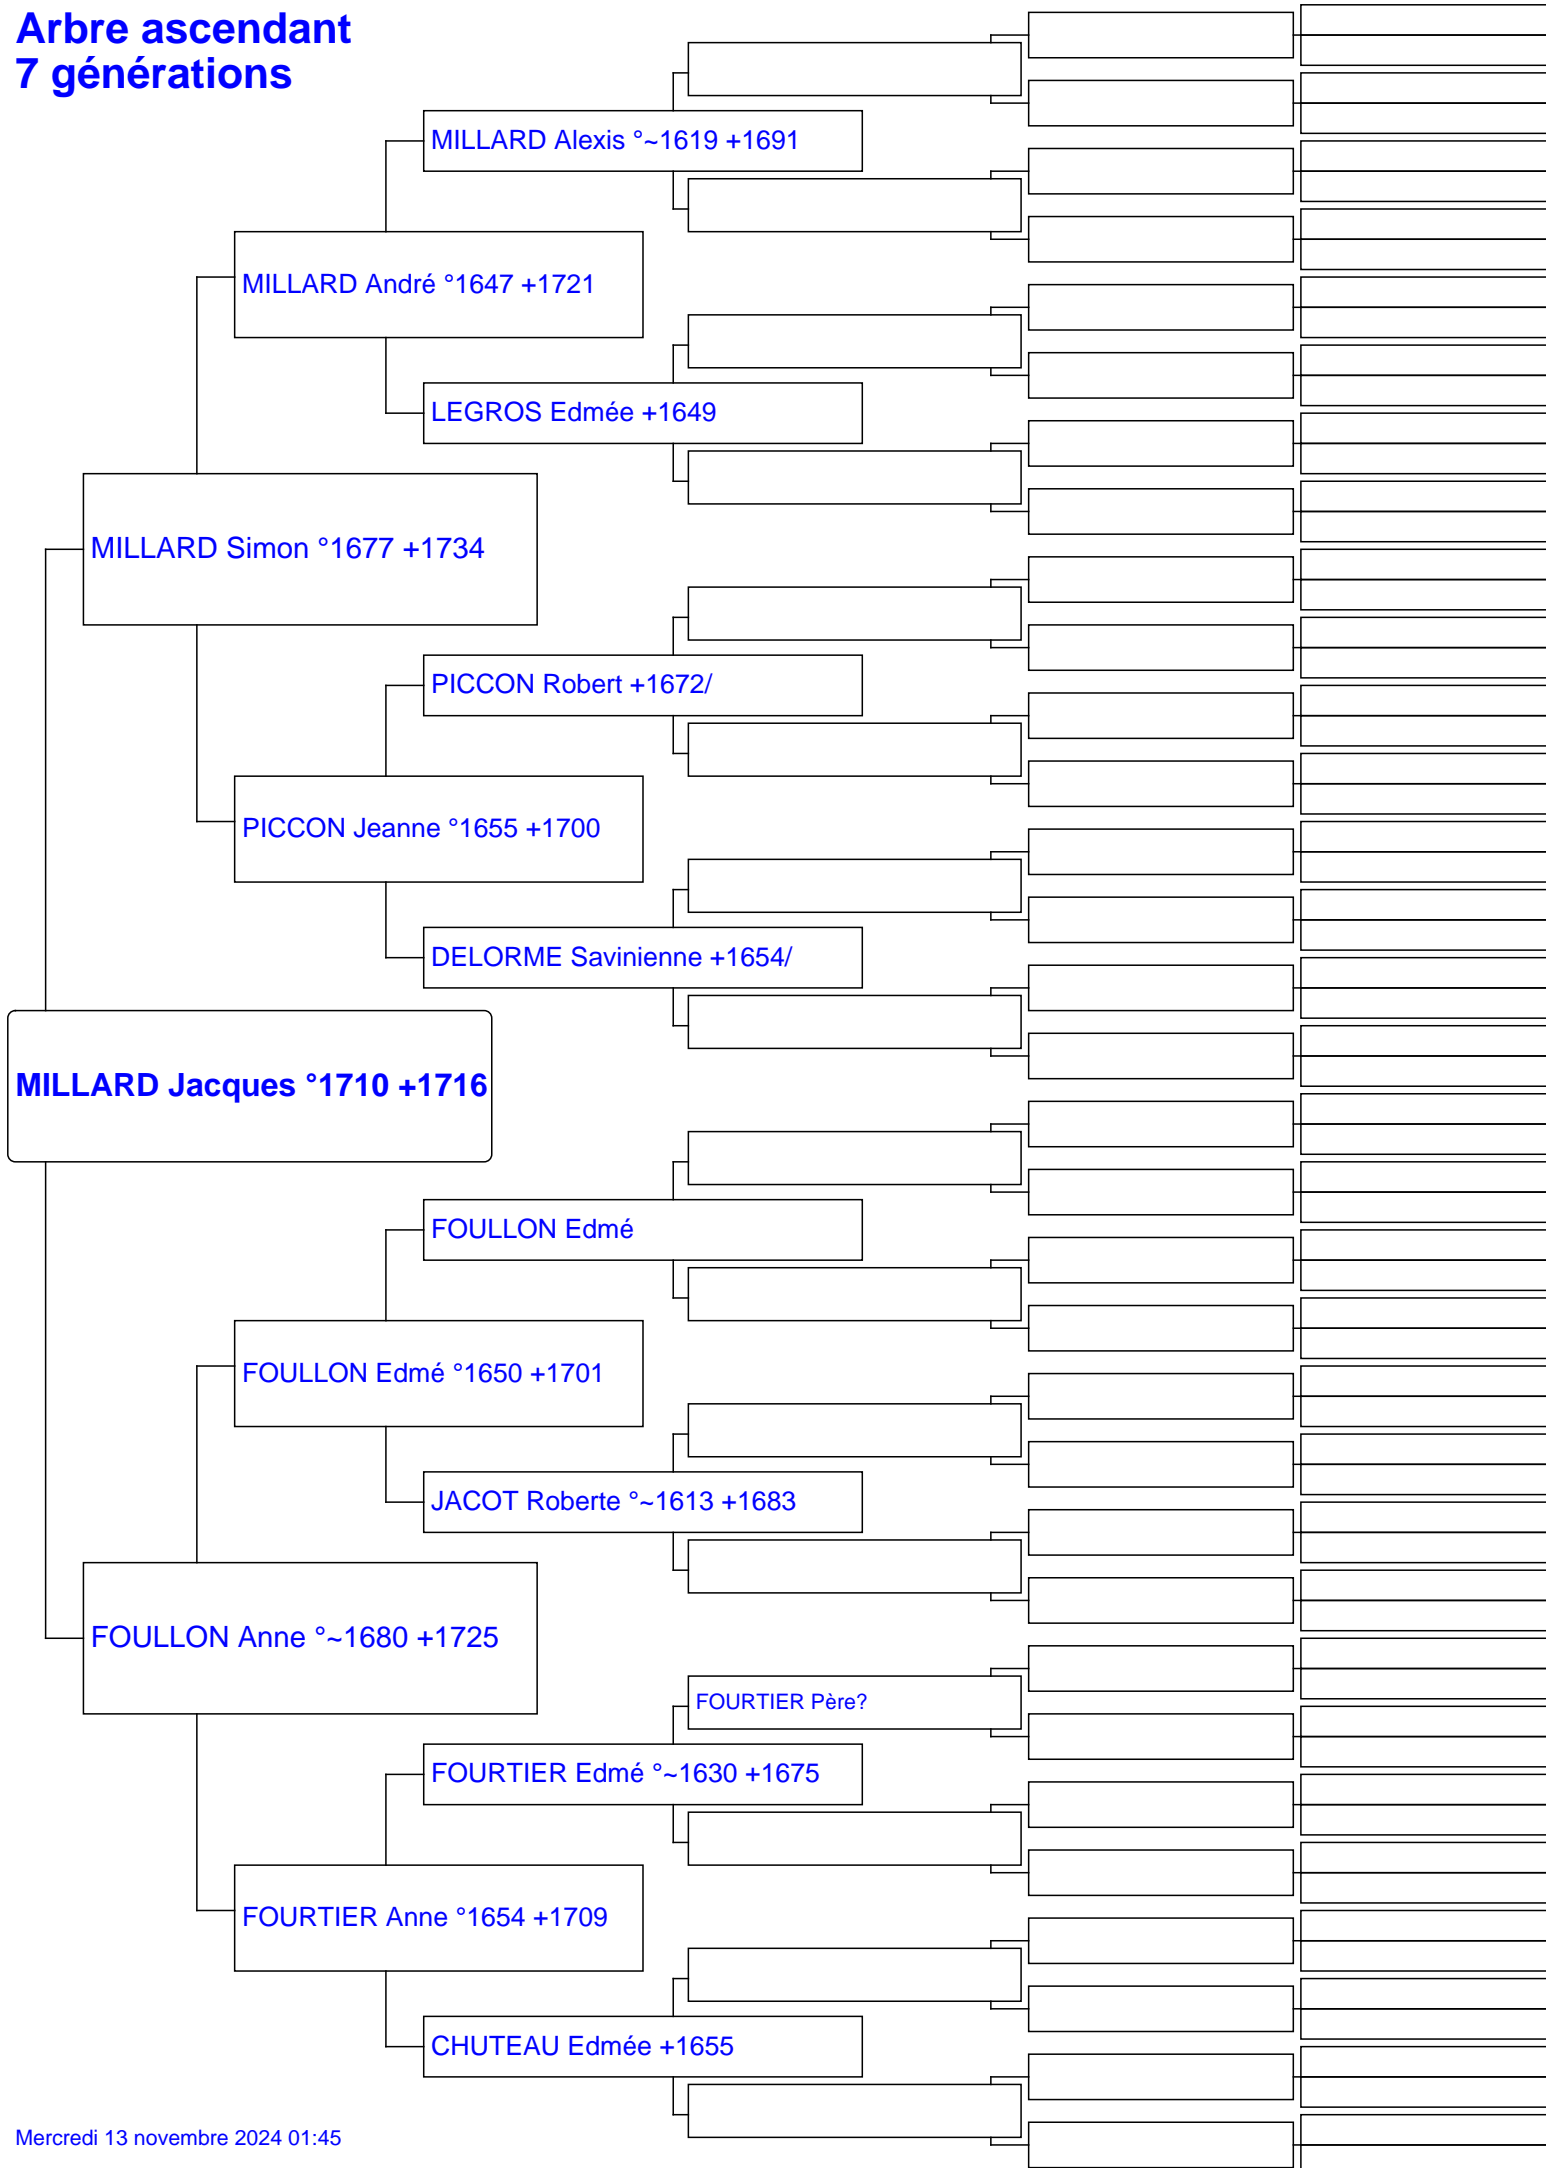 Arbre ascendant
7 générations
MILLARD Alexis °~1619 +1691
MILLARD André °1647 +1721
LEGROS Edmée +1649
MILLARD Simon °1677 +1734
PICCON Robert +1672/
PICCON Jeanne °1655 +1700
DELORME Savinienne +1654/
MILLARD Jacques °1710 +1716
FOULLON Edmé
FOULLON Edmé °1650 +1701
JACOT Roberte °~1613 +1683
FOULLON Anne °~1680 +1725
FOURTIER Père?
FOURTIER Edmé °~1630 +1675
FOURTIER Anne °1654 +1709
CHUTEAU Edmée +1655
Mercredi 13 novembre 2024 01:45